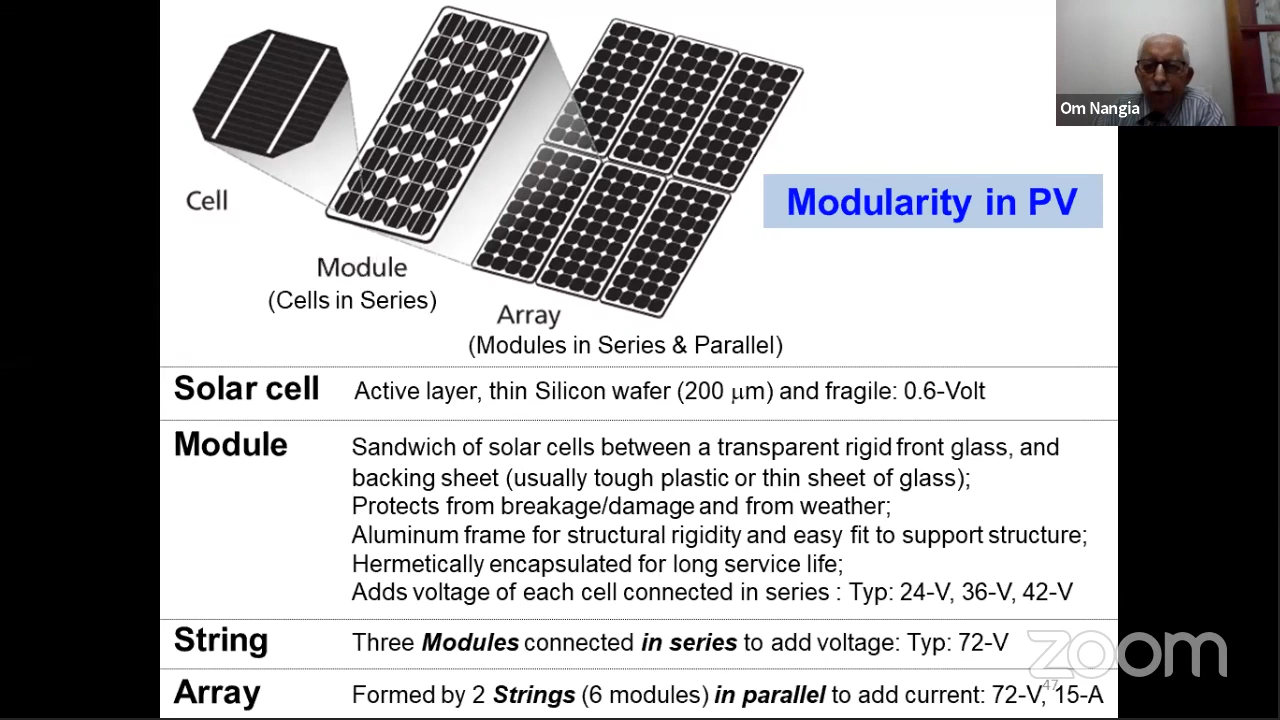 Om Nangia
Cell
Modularity in PV
Module
(Cells in Series)
Array
(Modules in Series & Parallel)
Solar cell Active layer, thin Silicon wafer (200 μm) and fragile: 0.6-Volt
Module Sandwich of solar cells between a transparent rigid front glass, and
backing sheet (usually tough plastic or thin sheet of glass);
Protects from breakage/damage and from weather;
Aluminum frame for structural rigidity and easy fit to support structure;
Hermetically encapsulated for long service life;
Adds voltage of each cell connected in series : Typ: 24-V, 36-V, 42-V
String Three Modules connected in series to add voltage: Typ: 72-V
zoom
Array Formed by 2 Strings (6 modules) in parallel to add current: 72-V, 15-A
47